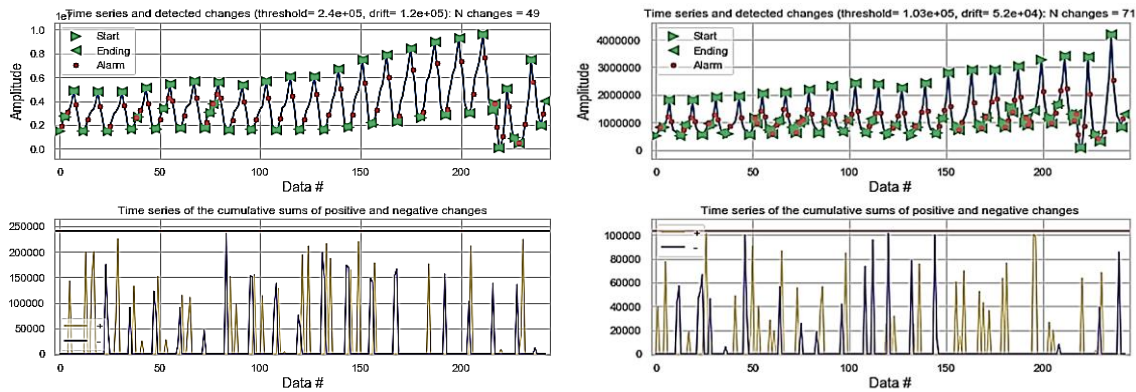 Time series and detected changes (threshold= 2.4e+05, drift= 1.2e+05): N changes = 49
1.0
0.8
0.6
0.4
0.2
0.0
Amplitude
Start
Ending
Alarm
0
50
100
150
200
Data #
Time series and detected changes (threshold= 1.03e+05, drift= 5.2e+04): N changes = 71
4000000
3000000
2000000
1000000
0
Amplitude
Start
Ending
Alarm
0
50
100
150
200
Data #
Time series of the cumulative sums of positive and negative changes
250000
200000
150000
100000
50000
0
+
-
0
50
100
150
200
Data #
Time series of the cumulative sums of positive and negative changes
100000
80000
60000
40000
20000
0
+
-
0
50
100
150
200
Data #